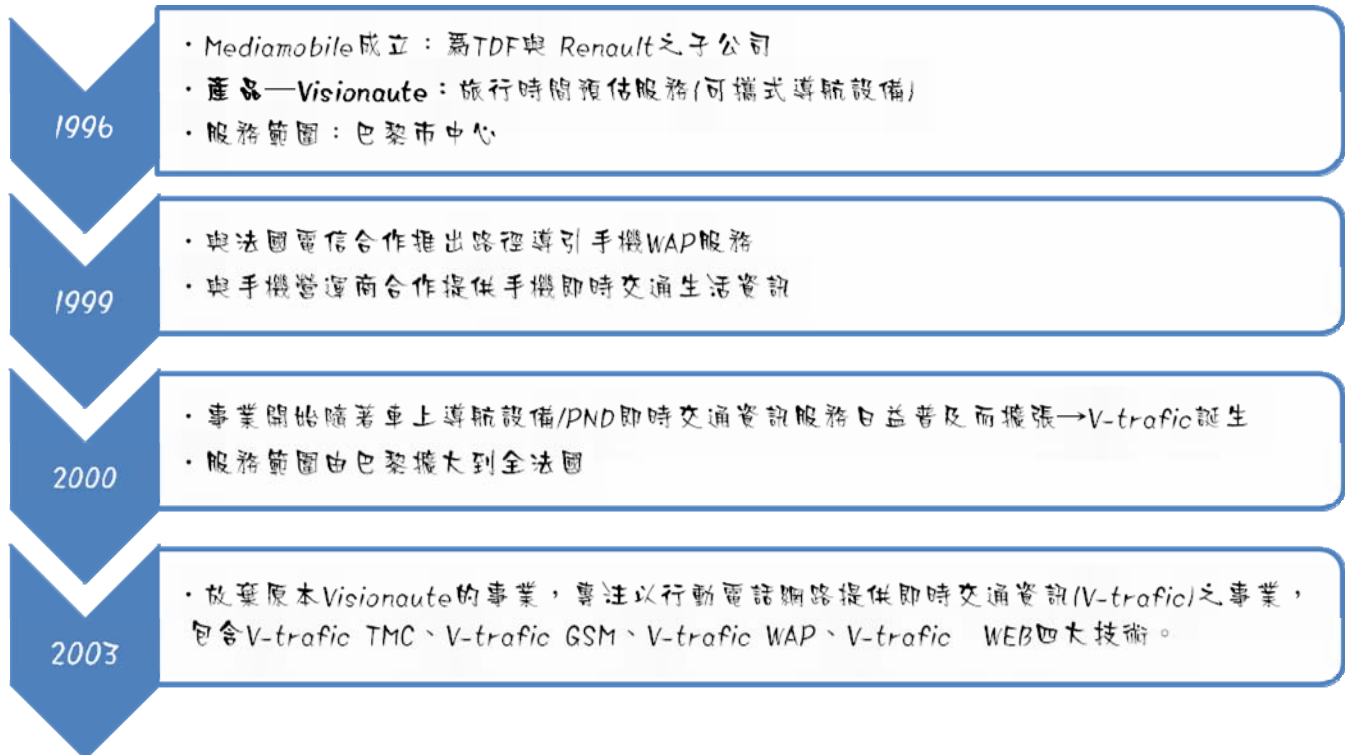 1996
・Mediamobile成立：為TDF與 Renault之子公司
・產品—Visionaute：旅行時間預估服務(可攜式導航設備)
・服務範圍：巴黎市中心
1999
・與法國電信合作推出路徑導引手機WAP服務
・與手機營運商合作提供手機即時交通生活資訊
2000
・事業開始隨著車上導航設備/PND即時交通資訊服務日益普及而擴張→V-trafic誕生
・服務範圍由巴黎擴大到全法國
2003
・放棄原本Visionaute的事業，專注以行動電話網路提供即時交通資訊(V-trafic)之事業，
包含V-trafic TMC、V-trafic GSM、V-trafic WAP、V-trafic WEB四大技術。